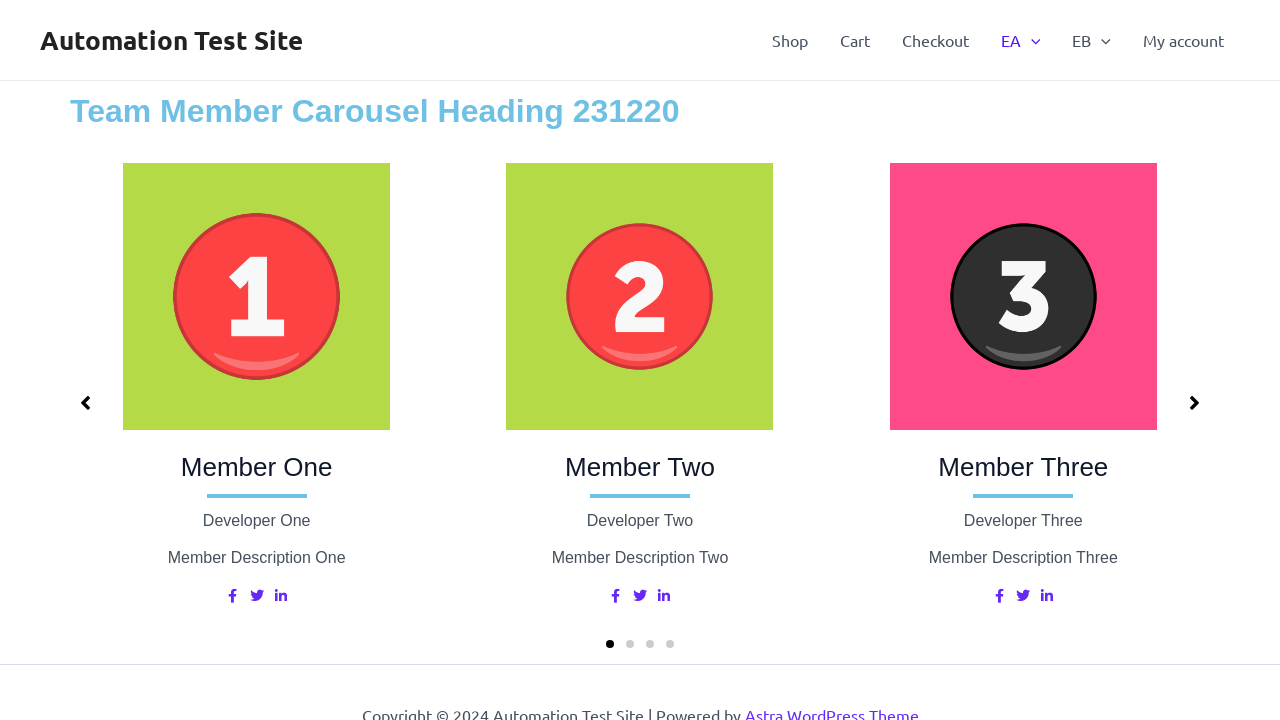 Automation Test Site
Shop Cart Checkout EA EB My account
Team Member Carousel Heading 231220
1 2 3
Member One Member Two Member Three
Developer One Developer Two Developer Three
Member Description One Member Description Two Member Description Three
Copyright © 2024 Automation Test Site | Powered by Astra WordPress Theme